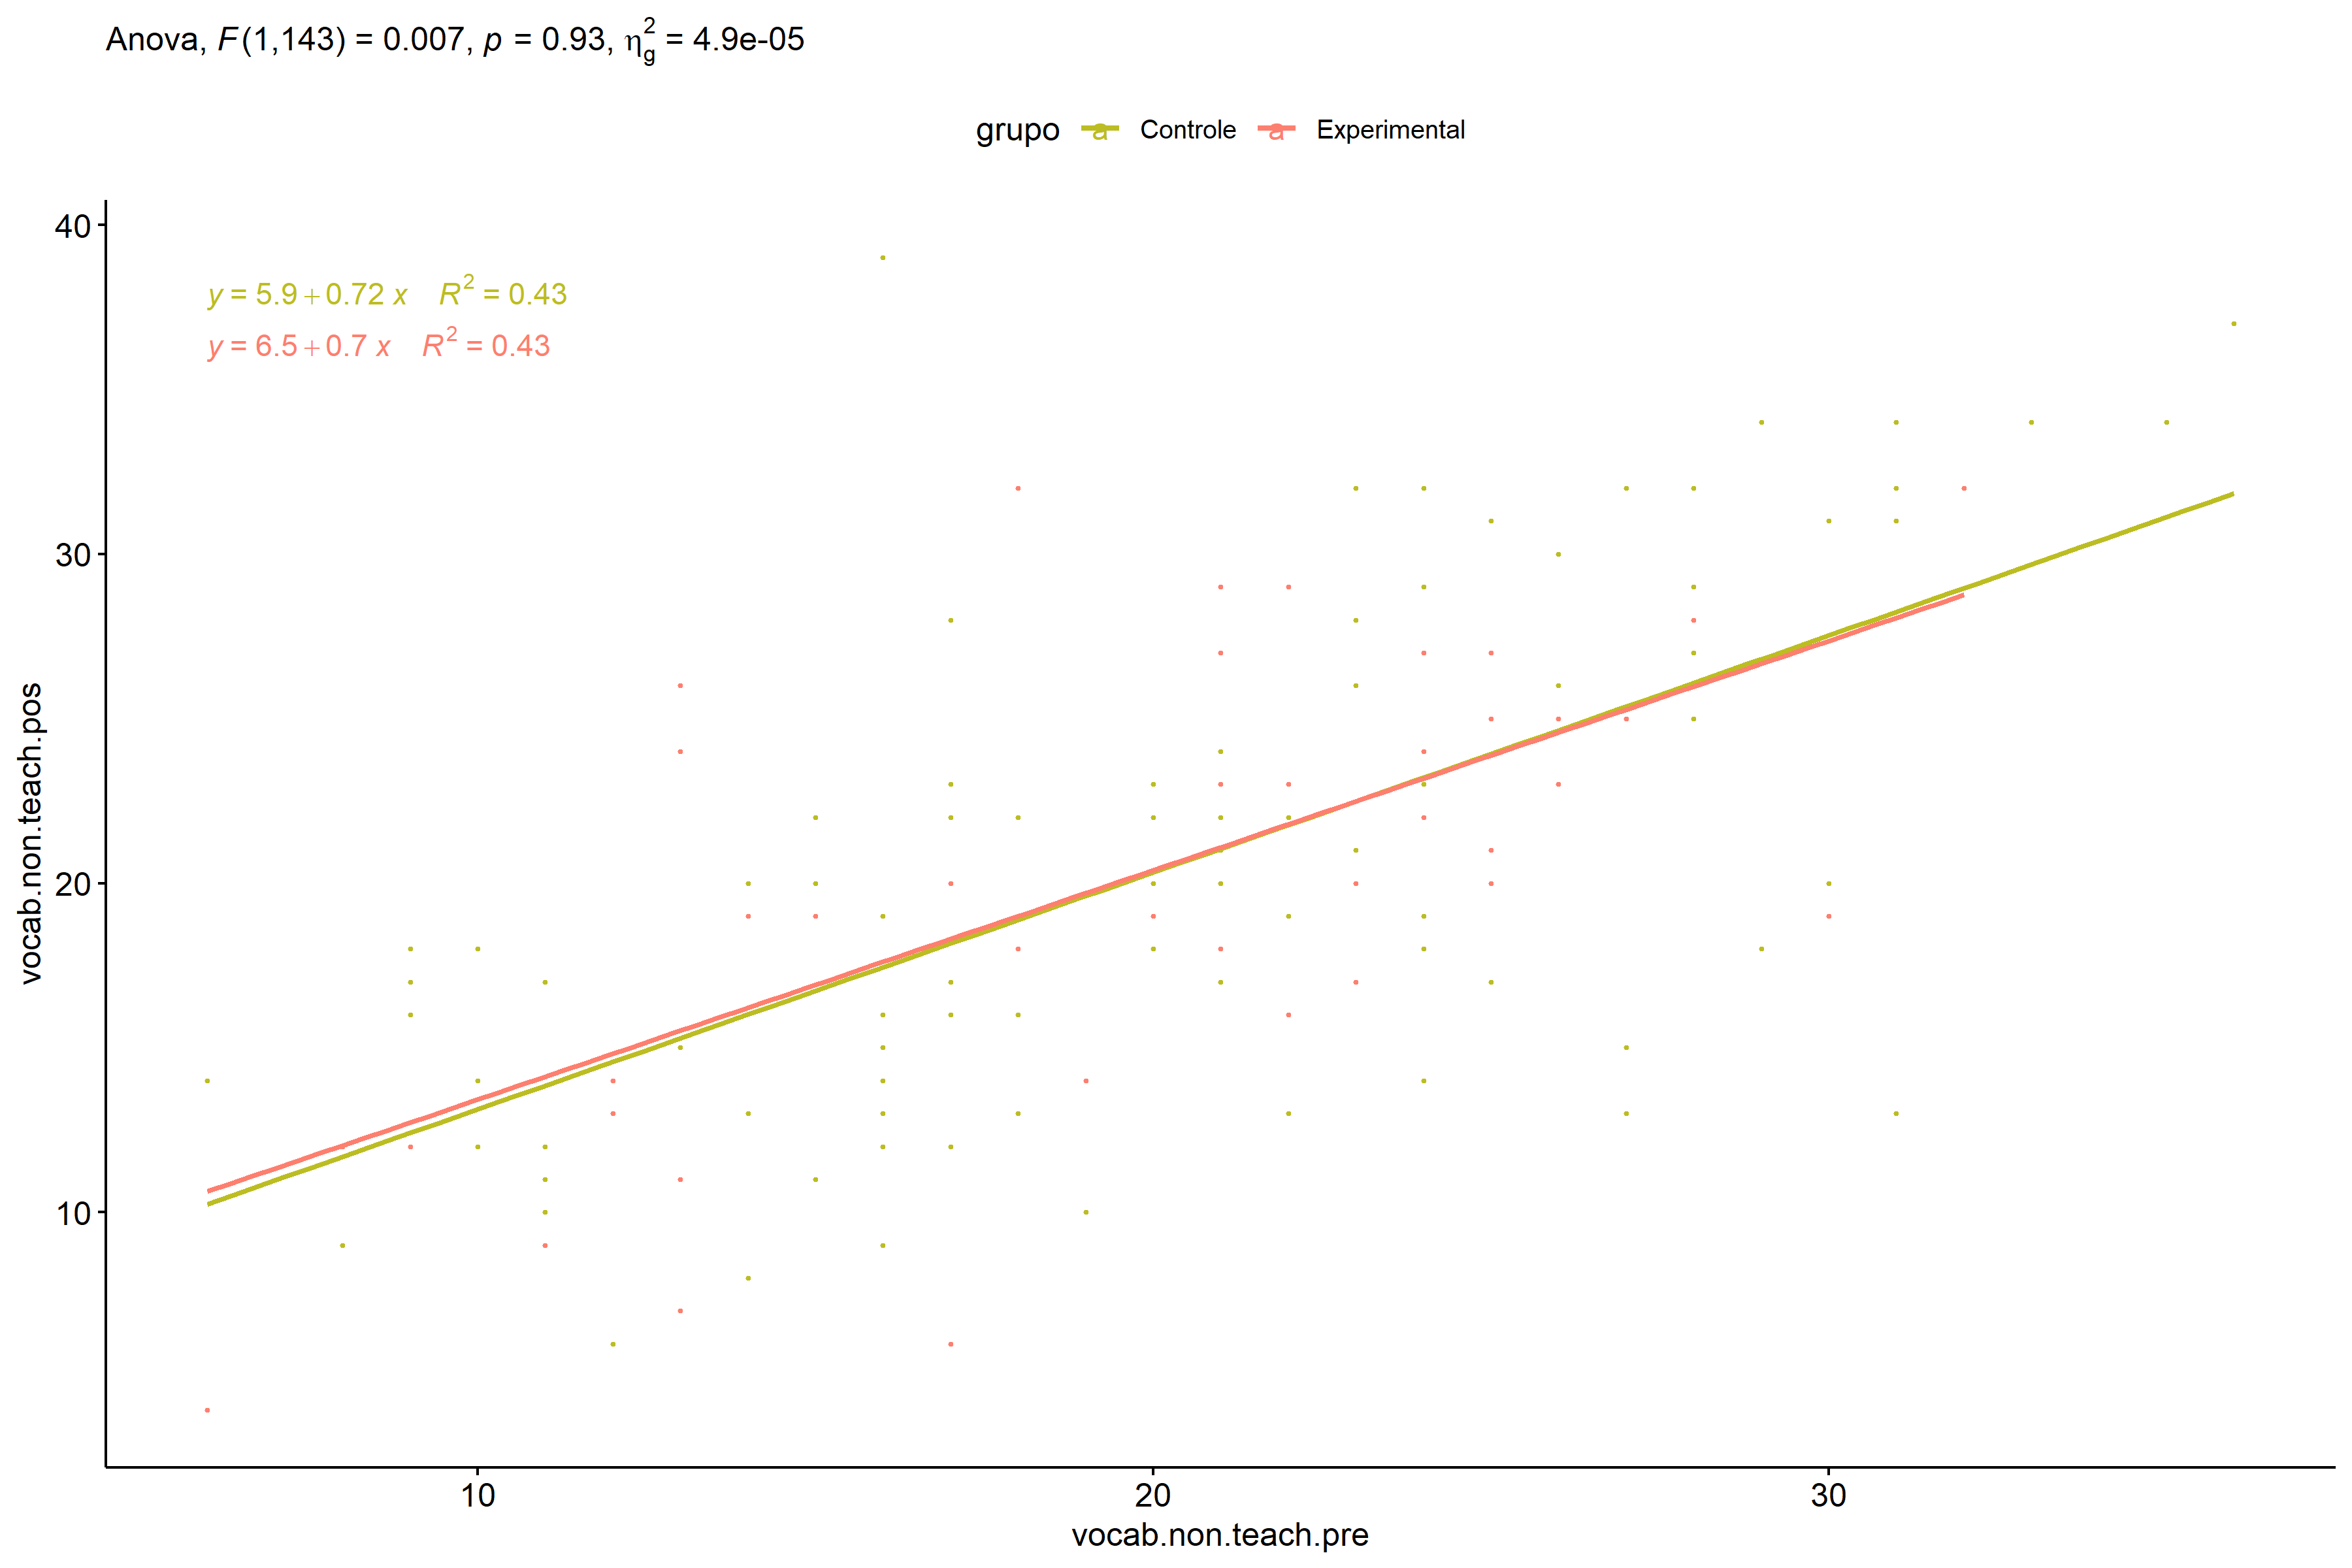 Anova, F(1,143) = 0.007, p = 0.93, η²g = 4.9e-05
grupo a Controle a Experimental
40
y = 5.9 + 0.72 x R² = 0.43
y = 6.5 + 0.7 x R² = 0.43
30
20
10
vocab.non.teach.pos
10 20 30
vocab.non.teach.pre